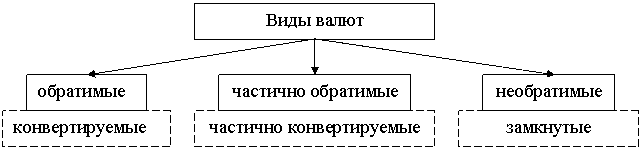 Виды валют
обратимые
частично обратимые
необратимые
конвертируемые
частично конвертируемые
замкнутые